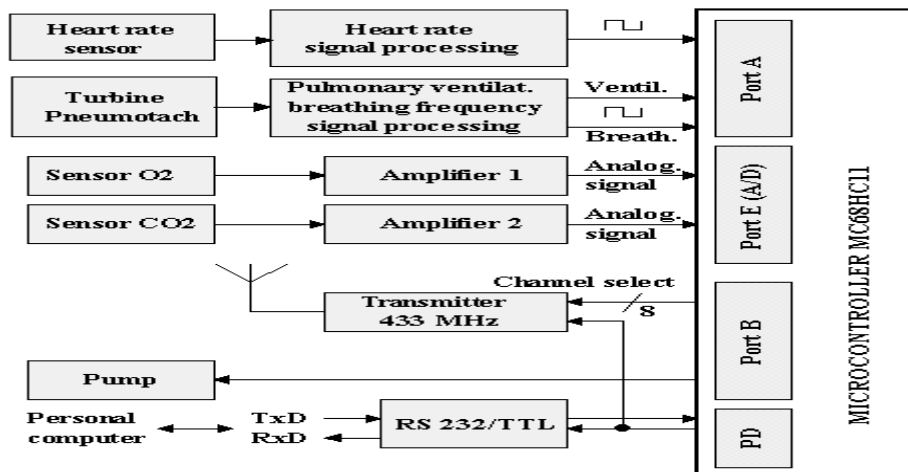 Heart rate
sensor
Heart rate
signal processing
Turbine
Pneumotach
Pulmonary ventilat.
breathing frequency
signal processing
Ventil.
Breath.
Port A
Sensor O2
Amplifier 1
Analog.
signal
Sensor CO2
Amplifier 2
Analog.
signal
Port E (A/D)
MICROCONTROLLER MC68HC11
Channel select
8
Transmitter
433 MHz
Port B
Pump
Personal
computer
TxD
RxD
RS 232/TTL
PD